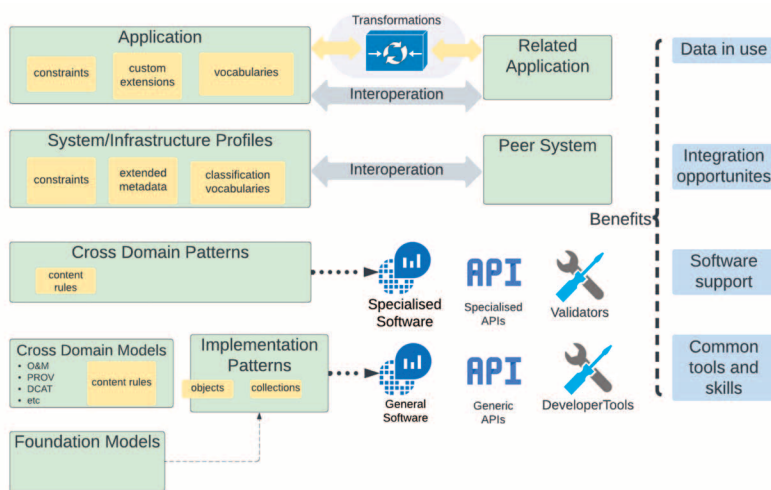 Transformations
Application
constraints
custom
extensions
vocabularies
Interoperation
Related
Application
Data in use
System/Infrastructure Profiles
constraints
extended
metadata
classification
vocabularies
Interoperation
Peer System
Integration
opportunites
Benefits
Cross Domain Patterns
content
rules
Specialised
Software
API
Specialised
APIs
Validators
Software
support
Cross Domain Models
• O&M
• PROV
• DCAT
• etc
content rules
Implementation
Patterns
objects
collections
General
Software
API
Generic
APIs
DeveloperTools
Common
tools and
skills
Foundation Models